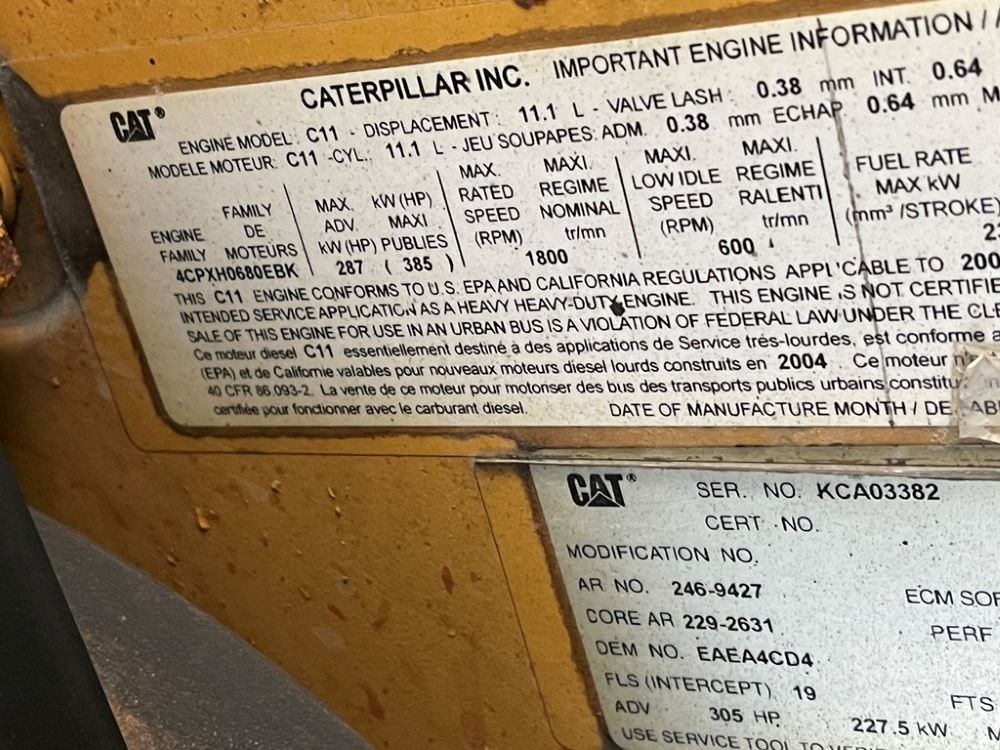 CAT® CATERPILLAR INC. IMPORTANT ENGINE INFORMATION /
ENGINE MODEL: C11 - DISPLACEMENT: 11.1 L - VALVE LASH: 0.38 mm INT. 0.64
MODELE MOTEUR: C11 -CYL.: 11.1 L - JEU SOUPAPES: ADM. 0.38 mm ECHAP 0.64 mm M
ENGINE FAMILY
FAMILY DE MOTEURS
4CPXH0680EBK
MAX. kW (HP)
ADV. MAXI
kW (HP) PUBLIES
287 ( 385 )
MAX. MAXI.
RATED REGIME
SPEED NOMINAL
(RPM) tr/mn
1800
MAXI. MAXI.
LOW IDLE REGIME
SPEED RALENTI
(RPM) tr/mn
600
FUEL RATE
MAX kW
(mm³ /STROKE)
THIS C11 ENGINE CONFORMS TO U.S. EPA AND CALIFORNIA REGULATIONS APPLICABLE TO 200
INTENDED SERVICE APPLICATION AS A HEAVY HEAVY-DUTY ENGINE. THIS ENGINE IS NOT CERTIFIE
SALE OF THIS ENGINE FOR USE IN AN URBAN BUS IS A VIOLATION OF FEDERAL LAW UNDER THE CLE
Ce moteur diesel C11 essentiellement destiné à des applications de Service trés-lourdes, est conforme a
(EPA) et de Californie valables pour nouveaux moteurs diesel lourds construits en 2004 . Ce moteur n'e
40 CFR 86.093-2. La vente de ce moteur pour motoriser des bus des transports publics urbains constitu
certifiée pour fonctionner avec le carburant diesel. DATE OF MANUFACTURE MONTH / DE
CAT® SER. NO. KCA03382
CERT NO.
MODIFICATION NO.
AR NO. 246-9427 ECM SOF
CORE AR 229-2631 PERF
OEM NO. EAEA4CD4
FLS (INTERCEPT) 19 FTS
ADV 305 HP 227.5 kW
USE SERVICE TOOL TO